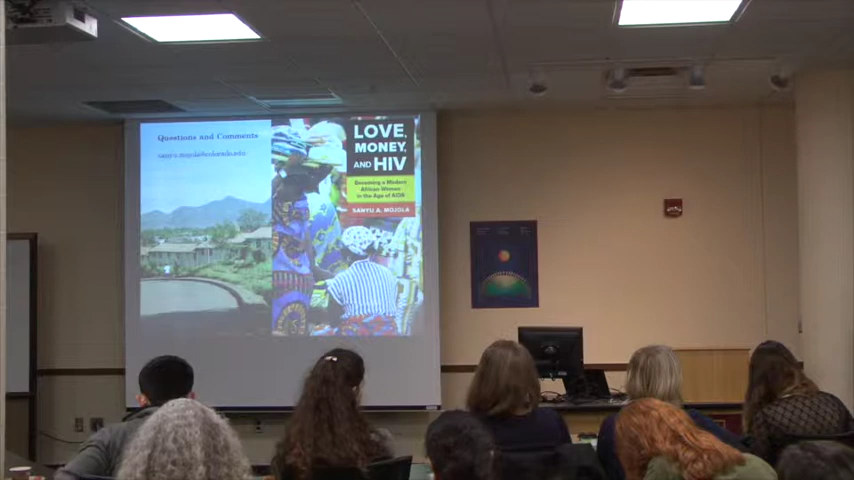 Questions and Comments
LOVE,
MONEY,
AND HIV
Becoming a Modern
African Woman
in the Age of AIDS
SANYU A. MOJOLA